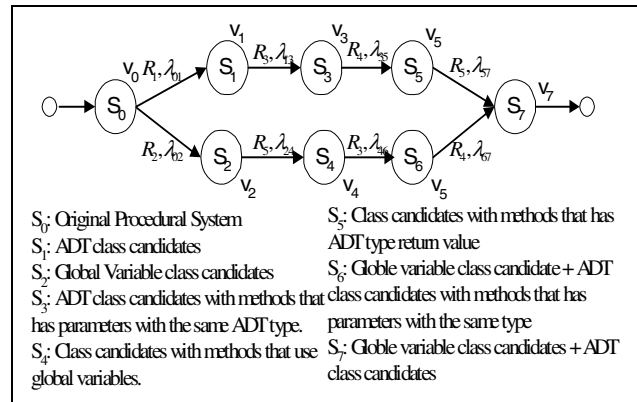 V₁
V₃
V₅
V₀ R₁,λ₀₁
S₁
R₃,λ₁₃
S₃
R₄,λ₃₅
S₅
R₅,λ₅₇
S₀
S₇
V₇
R₂,λ₀₂
S₂
R₅,λ₂₄
S₄
R₃,λ₄₆
S₆
R₄,λ₆₇
V₂
V₄
V₅
S₀: Original Procedural System
S₁: ADT class candidates
S₂: Global Variable class candidates
S₃: ADT class candidates with methods that
has parameters with the same ADT type.
S₄: Class candidates with methods that use
global variables.
S₅: Class candidates with methods that has
ADT type return value
S₆: Globle variable class candidate + ADT
class candidates with methods that has
parameters with the same type
S₇: Globle variable class candidates + ADT
class candidates